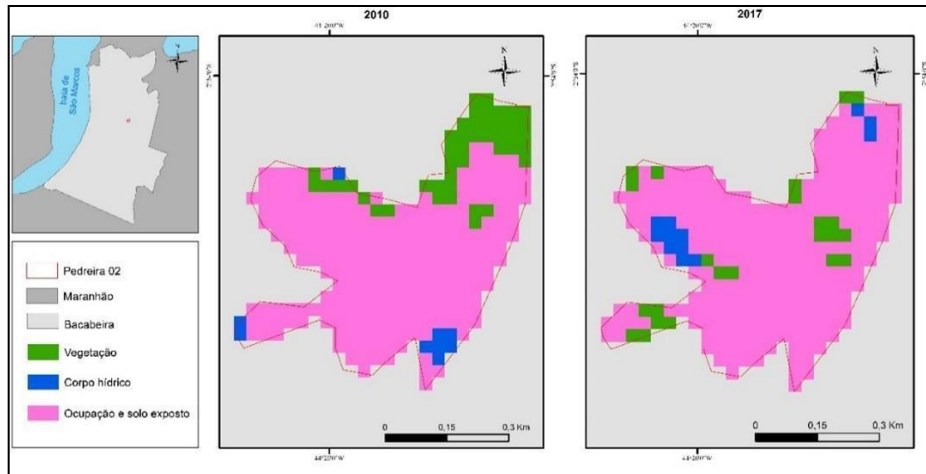 2010
2017
N
baía de
São Marcos
N
N
Pedreira 02
Maranhão
Bacabeira
Vegetação
Corpo hídrico
Ocupação e solo exposto
0
0,15
0,3 Km
0
0,15
0,3 Km